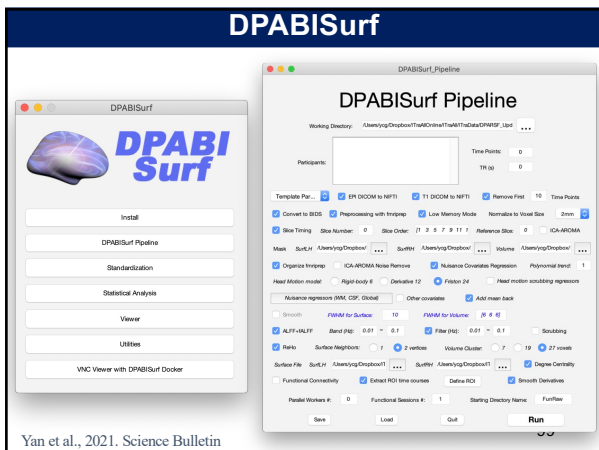 DPABISurf
DPABISurf
DPABI
Surf
Install
DPABISurf Pipeline
Standardization
Statistical Analysis
Viewer
Utilities
VNC Viewer with DPABISurf Docker
DPABISurf_Pipeline
DPABISurf Pipeline
Working Directory: /Users/ycg/Dropbox/ITraAllOnline/ITraAll/ITraData/DPARSF_Upd ...
Participants:
Time Points: 0
TR (s) 0
Template Par... EPI DICOM to NIFTI T1 DICOM to NIFTI Remove First 10 Time Points
Convert to BIDS Preprocessing with fmriprep Low Memory Mode Normalize to Voxel Size 2mm
Slice Timing Slice Number: 0 Slice Order: [1 3 5 7 9 11 1 Reference Slice: 0 ICA-AROMA
Mask SurfLH /Users/ycg/Dropbox/ ... SurfRH /Users/ycg/Dropbox/ ... Volume /Users/ycg/Dropbox/ ...
Organize fmriprep ICA-AROMA Noise Remove Nuisance Covariates Regression Polynomial trend: 1
Head Motion model: Rigid-body 6 Derivative 12 Friston 24 Head motion scrubbing regressors
Nuisance regressors (WM, CSF, Global) Other covariates Add mean back
Smooth FWHM for Surface: 10 FWHM for Volume: [6 6 6]
ALFF+fALFF Band (Hz): 0.01 ~ 0.1 Filter (Hz): 0.01 ~ 0.1 Scrubbing
ReHo Surface Neighbors: 1 2 vertices Volume Cluster: 7 19 27 voxels
Surface File SurfLH /Users/ycg/Dropbox/IT ... SurfRH /Users/ycg/Dropbox/IT ... Degree Centrality
Functional Connectivity Extract ROI time courses Define ROI Smooth Derivatives
Parallel Workers #: 0 Functional Sessions #: 1 Starting Directory Name: FunRaw
Save Load Quit Run
Yan et al., 2021. Science Bulletin